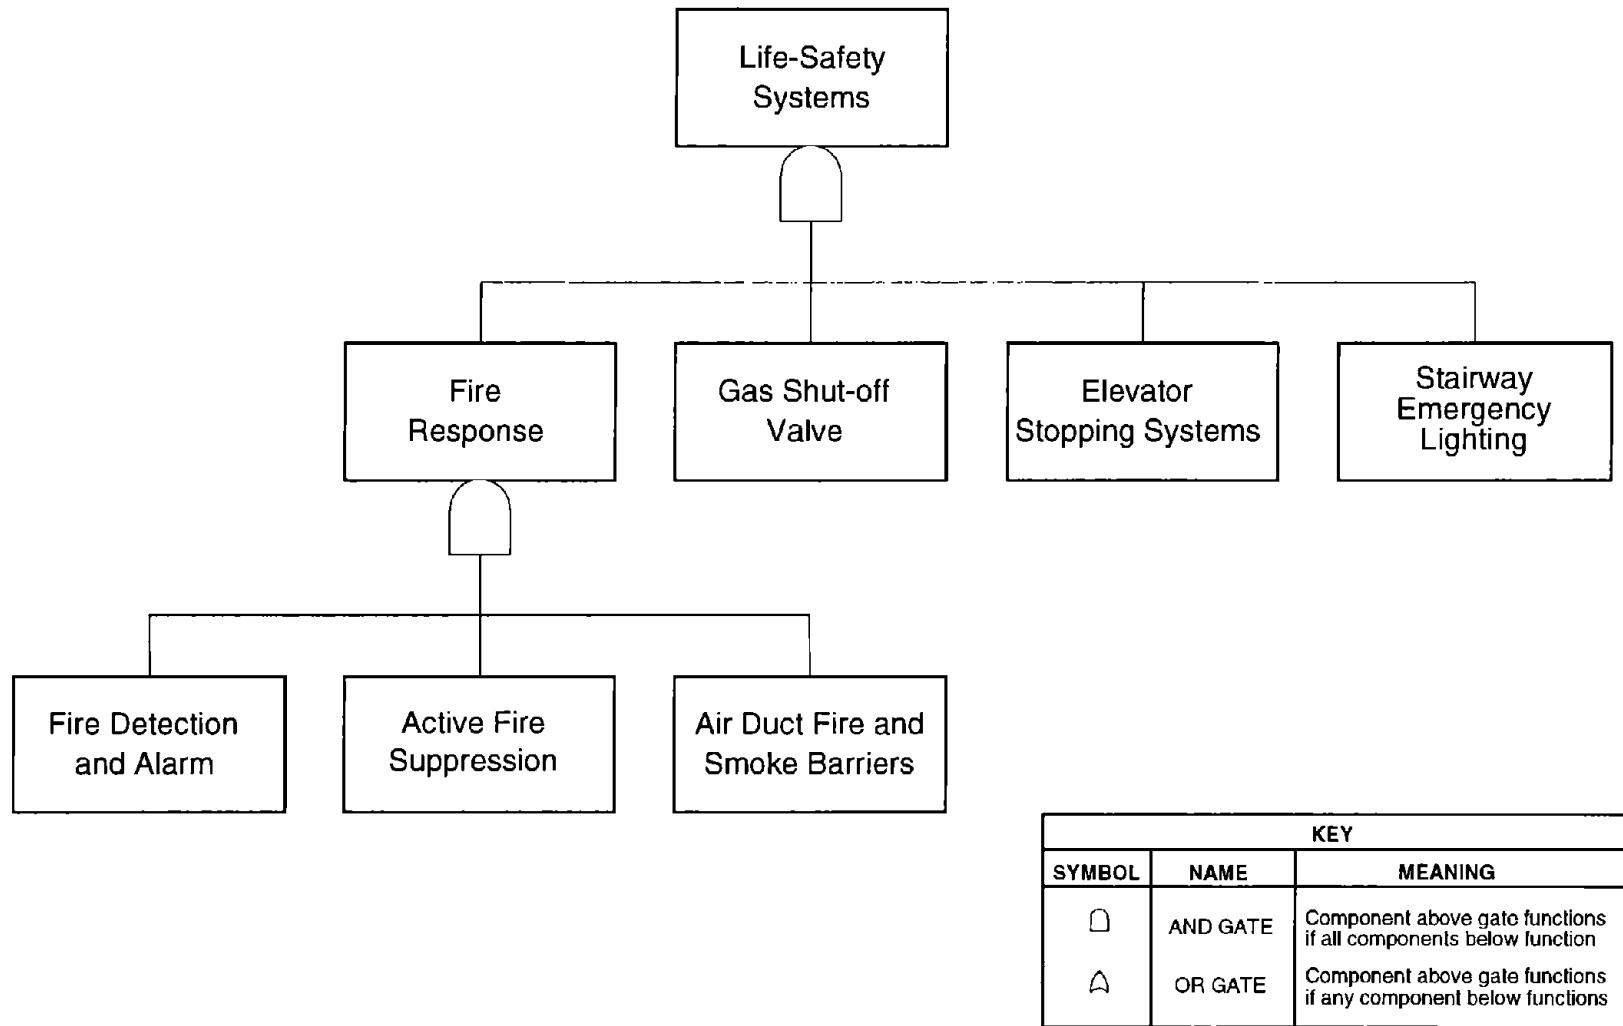 Life-Safety
Systems
Fire
Response
Gas Shut-off
Valve
Elevator
Stopping Systems
Stairway
Emergency
Lighting
Fire Detection
and Alarm
Active Fire
Suppression
Air Duct Fire and
Smoke Barriers
KEY
SYMBOL NAME MEANING
AND GATE
Component above gate functions
if all components below function
OR GATE
Component above gate functions
if any component below functions